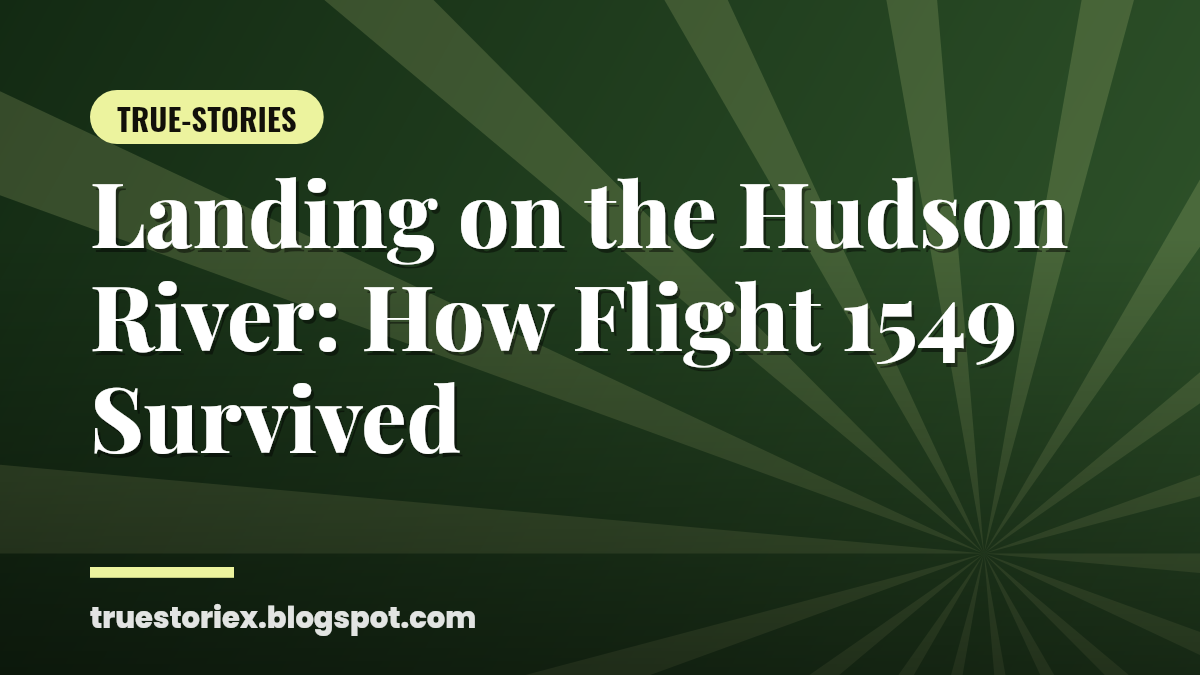 TRUE-STORIES
Landing on the Hudson
River: How Flight 1549
Survived
truestoriex.blogspot.com